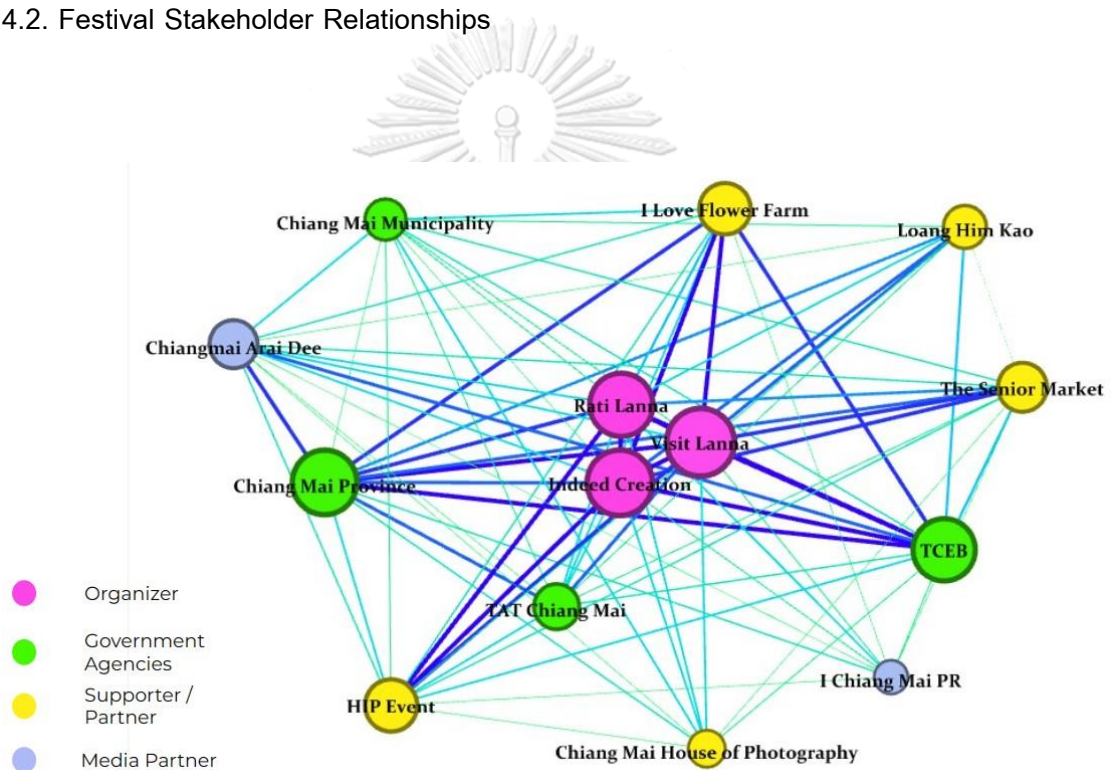 4.2. Festival Stakeholder Relationships
Chiang Mai Municipality
I Love Flower Farm
Loang Him Kao
Chiangmai Arai Dee
The Senior Market
Rati Lanna
Visit Lanna
Chiang Mai Province
Indeed Creation
TCEB
Organizer
TAT Chiang Mai
Government
Agencies
I Chiang Mai PR
Supporter /
Partner
HIP Event
Chiang Mai House of Photography
Media Partner